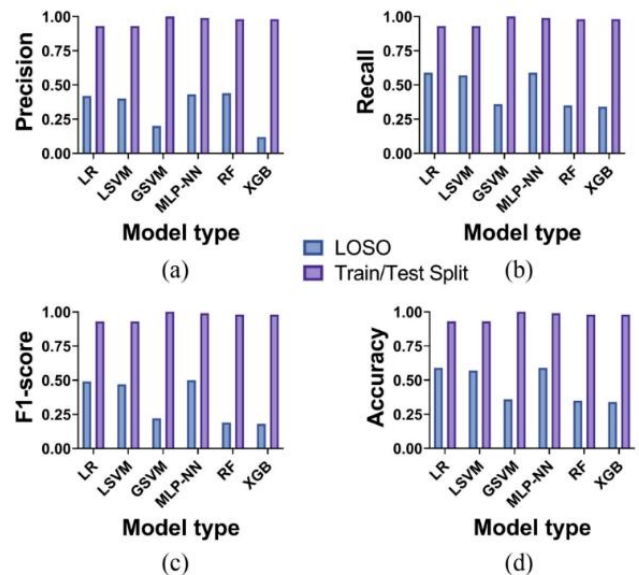 Precision
1.00
0.75
0.50
0.25
0.00
LR
LSVM
GSVM
MLP-NN
RF
XGB
Model type
(a)
Recall
1.00
0.75
0.50
0.25
0.00
LR
LSVM
GSVM
MLP-NN
RF
XGB
Model type
(b)
LOSO
Train/Test Split
F1-score
1.00
0.75
0.50
0.25
0.00
LR
LSVM
GSVM
MLP-NN
RF
XGB
Model type
(c)
Accuracy
1.00
0.75
0.50
0.25
0.00
LR
LSVM
GSVM
MLP-NN
RF
XGB
Model type
(d)